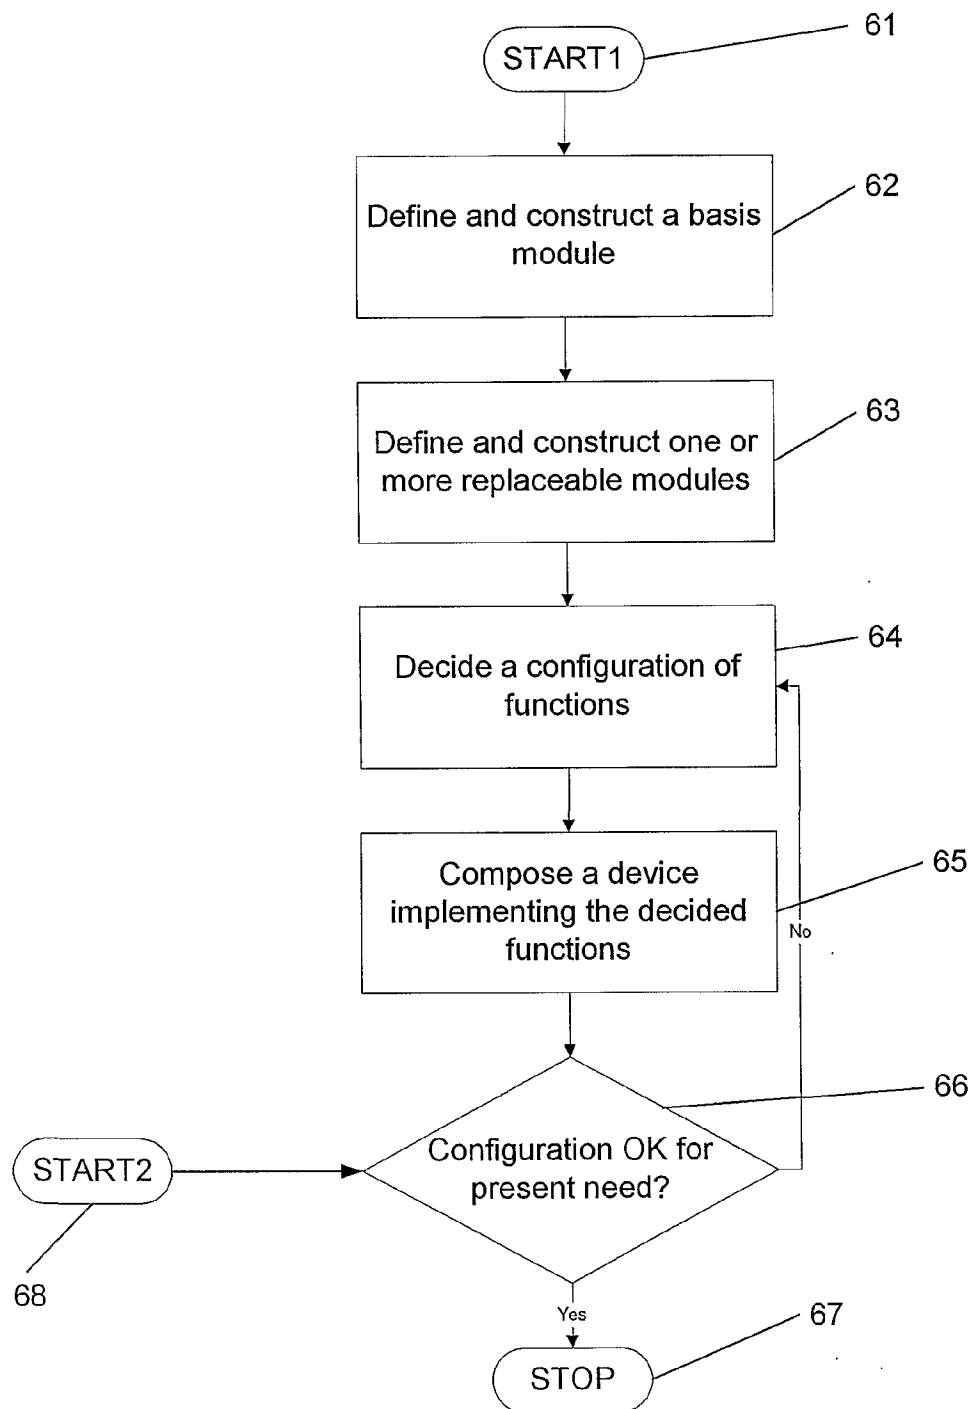 61
START1
62
Define and construct a basis
module
63
Define and construct one or
more replaceable modules
64
Decide a configuration of
functions
65
Compose a device
implementing the decided
functions
No
66
Configuration OK for
present need?
START2
68
Yes
67
STOP